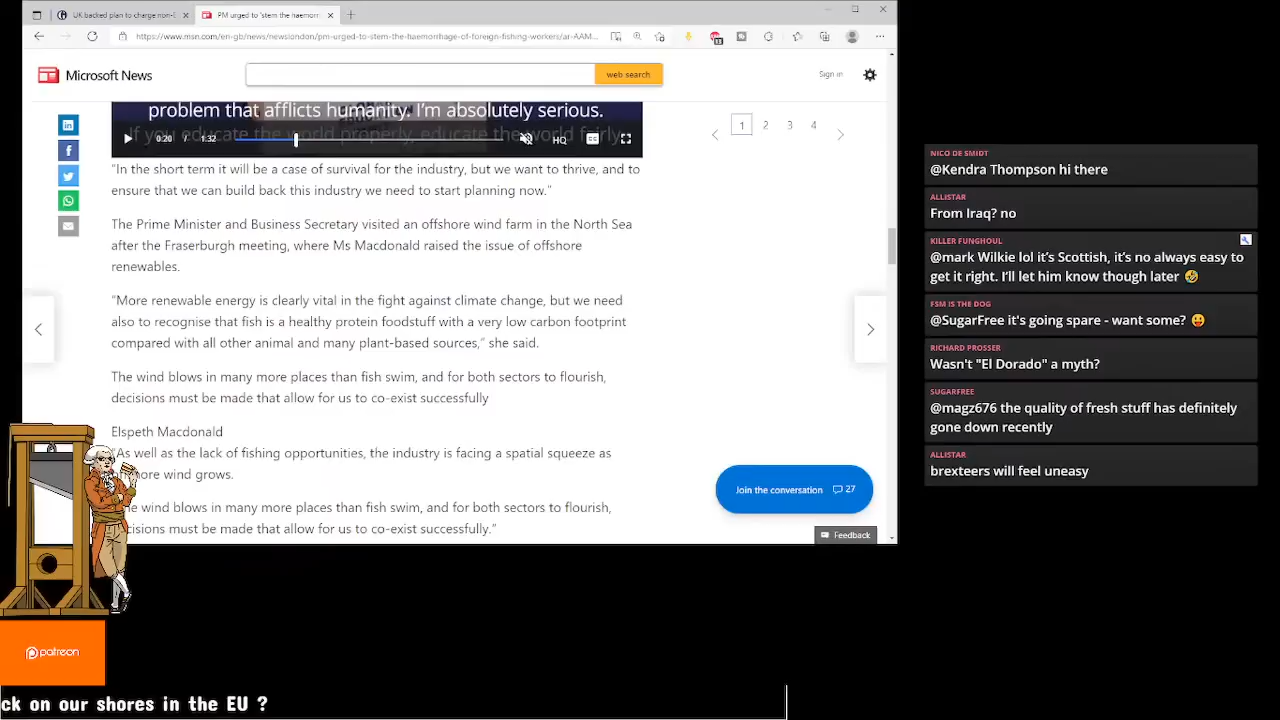 UK backed plan to charge non-
PM urged to 'stem the haemorr
https://www.msn.com/en-gb/news/newslondon/pm-urged-to-stem-the-haemorrhage-of-foreign-fishing-workers/ar-AAM...
Microsoft News
web search
Sign in
problem that afflicts humanity. I'm absolutely serious.
If you educate the world properly, educate the world fairly
0:20 / 1:32
HQ
1 2 3 4
"In the short term it will be a case of survival for the industry, but we want to thrive, and to
ensure that we can build back this industry we need to start planning now."
The Prime Minister and Business Secretary visited an offshore wind farm in the North Sea
after the Fraserburgh meeting, where Ms Macdonald raised the issue of offshore
renewables.
"More renewable energy is clearly vital in the fight against climate change, but we need
also to recognise that fish is a healthy protein foodstuff with a very low carbon footprint
compared with all other animal and many plant-based sources," she said.
The wind blows in many more places than fish swim, and for both sectors to flourish,
decisions must be made that allow for us to co-exist successfully
Elspeth Macdonald
"As well as the lack of fishing opportunities, the industry is facing a spatial squeeze as
ore wind grows.
e wind blows in many more places than fish swim, and for both sectors to flourish,
ecisions must be made that allow for us to co-exist successfully."
Join the conversation 27
Feedback
NICO DE SMIDT
@Kendra Thompson hi there
ALLISTAR
From Iraq? no
KILLER FUNGHOUL
@mark Wilkie lol it's Scottish, it's no always easy to
get it right. I'll let him know though later 🤣
FSM IS THE DOG
@SugarFree it's going spare - want some? 😛
RICHARD PROSSER
Wasn't "El Dorado" a myth?
SUGARFREE
@magz676 the quality of fresh stuff has definitely
gone down recently
ALLISTAR
brexteers will feel uneasy
patreon
ck on our shores in the EU ?